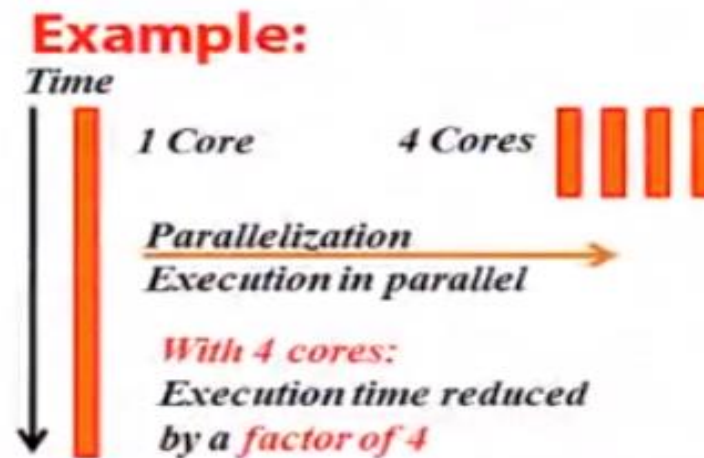 Example:
Time
1 Core
4 Cores
Parallelization
Execution in parallel
With 4 cores:
Execution time reduced
by a factor of 4